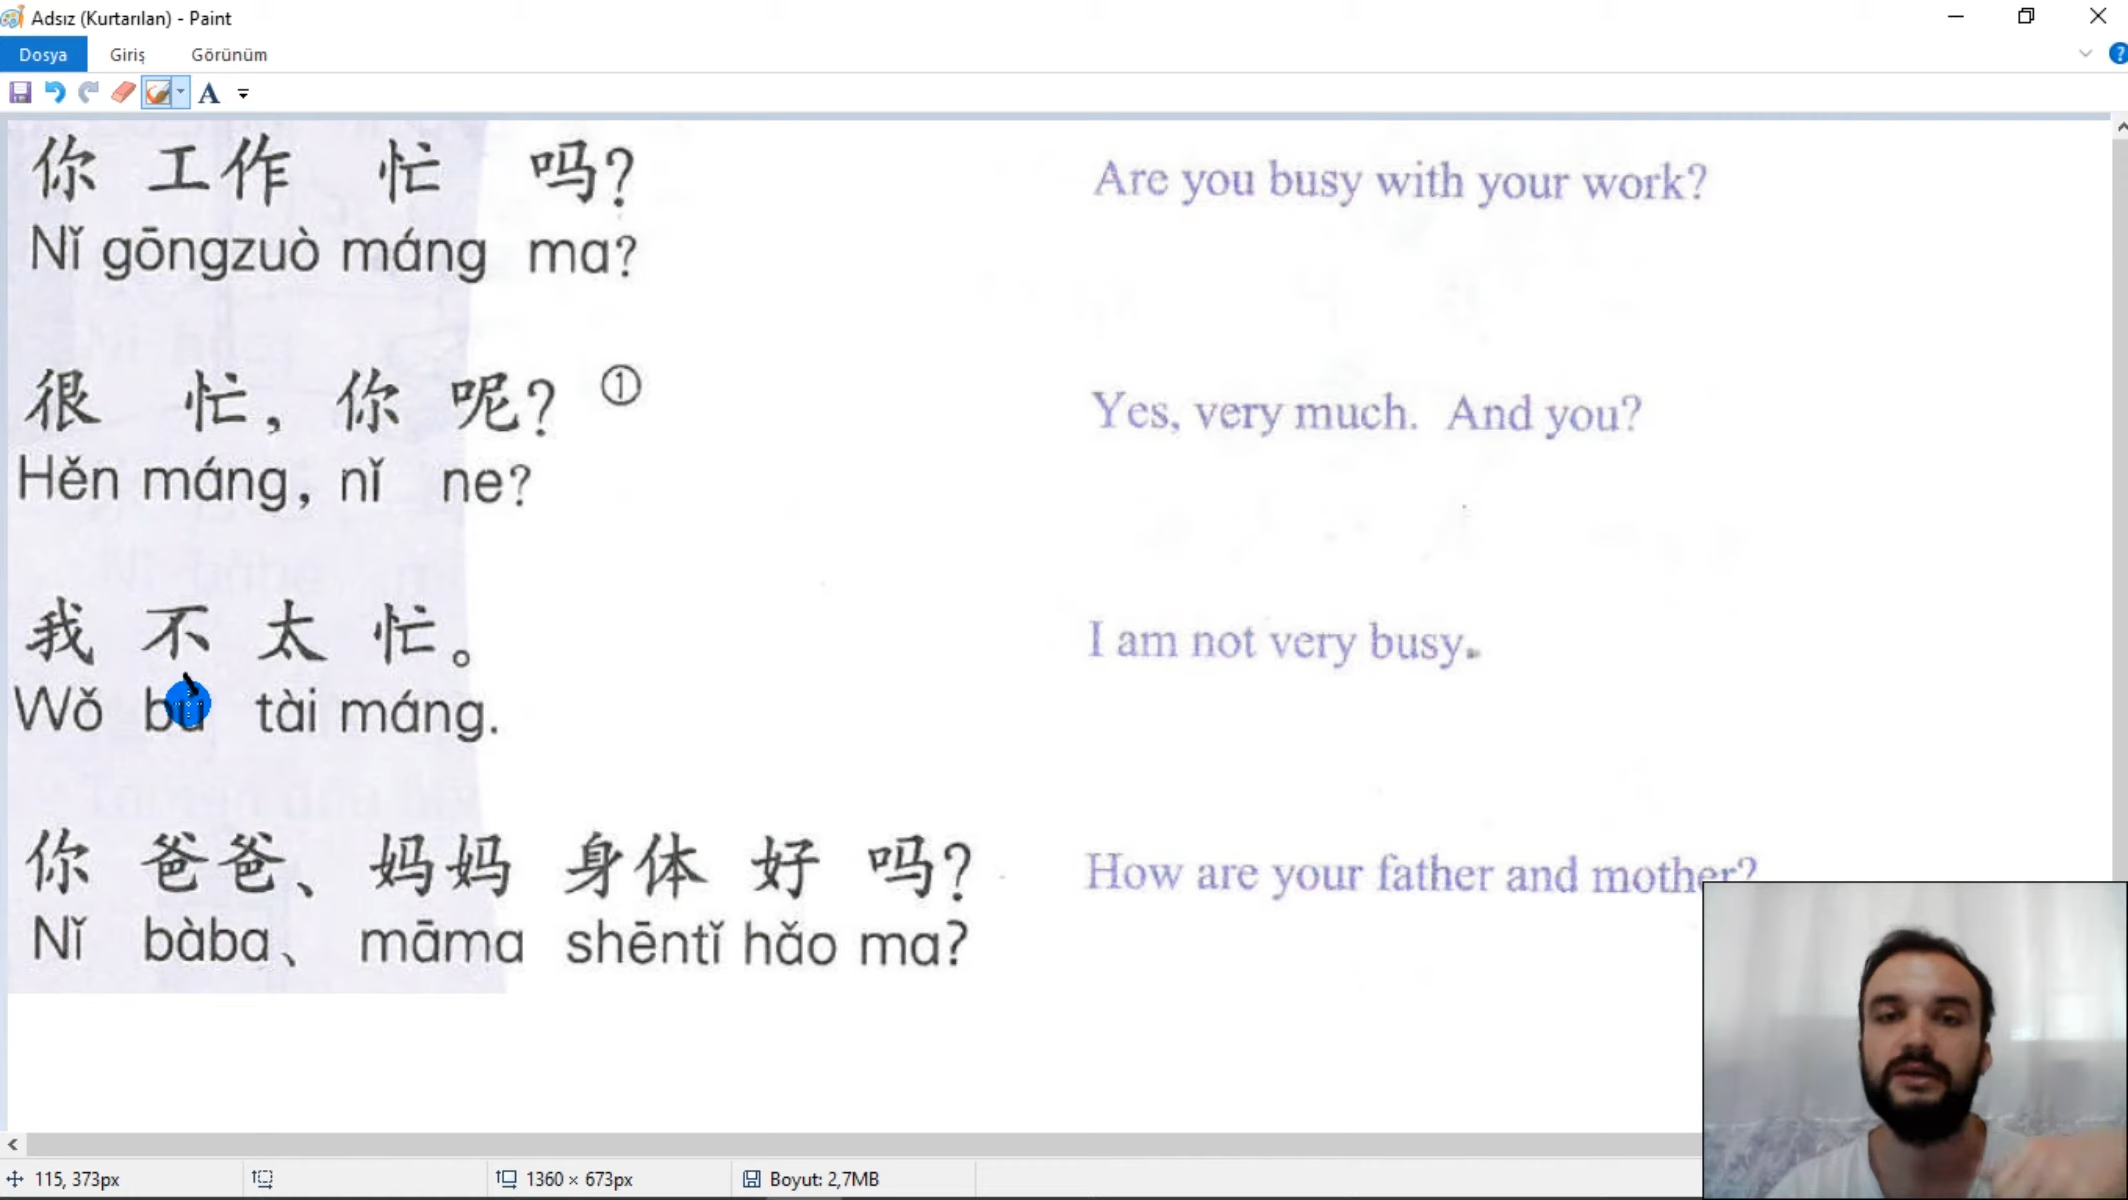 Adsız (Kurtarılan) - Paint
Dosya Giriş Görünüm
你 工作 忙 吗? Are you busy with your work?
Nǐ gōngzuò máng ma?
很 忙, 你 呢? ① Yes, very much. And you?
Hěn máng, nǐ ne?
我 不 太 忙。 I am not very busy.
Wǒ bú tài máng.
你 爸爸、妈妈 身体 好 吗? How are your father and mother?
Nǐ bàba、 māma shēntǐ hǎo ma?
115, 373px 1360 × 673px Boyut: 2,7MB